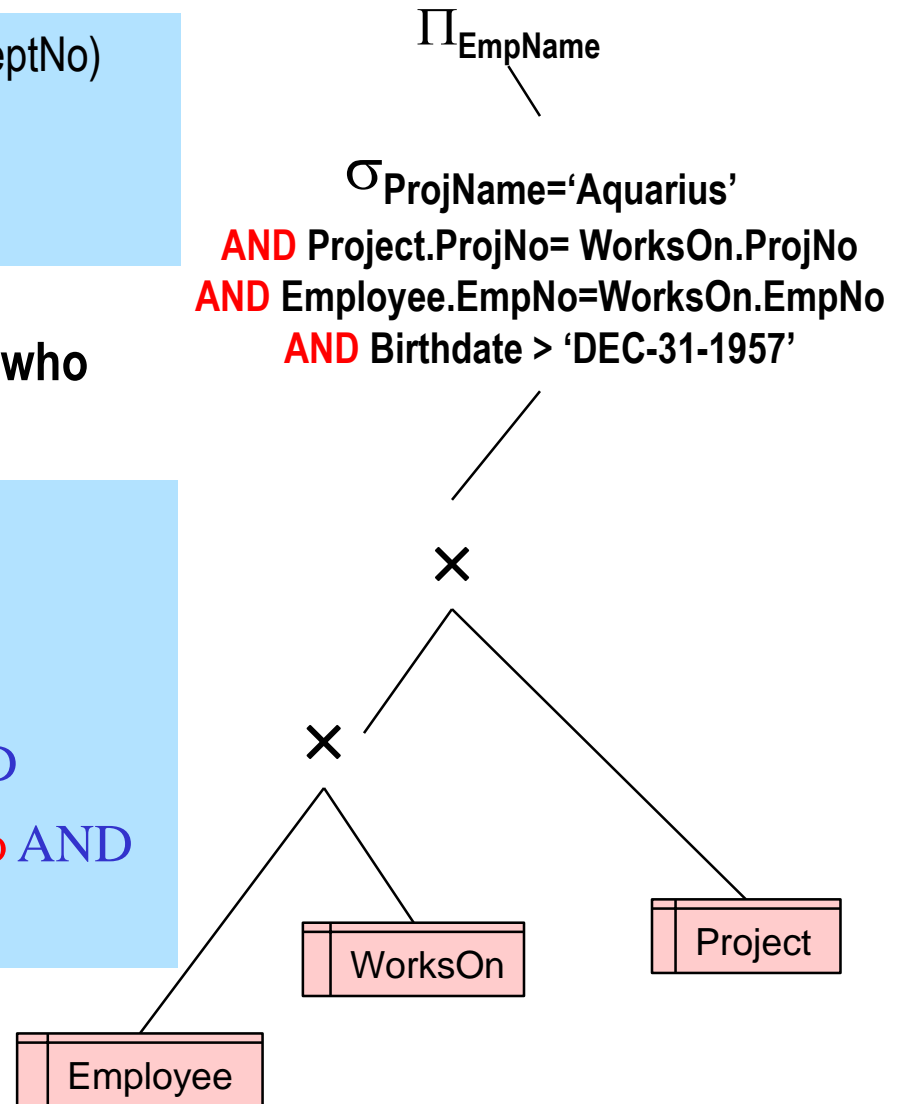 eptNo)
who
D
o AND
Π EmpName
σ ProjName=‘Aquarius’
AND Project.ProjNo= WorksOn.ProjNo
AND Employee.EmpNo=WorksOn.EmpNo
AND Birthdate > ‘DEC-31-1957’
×
×
WorksOn
Project
Employee